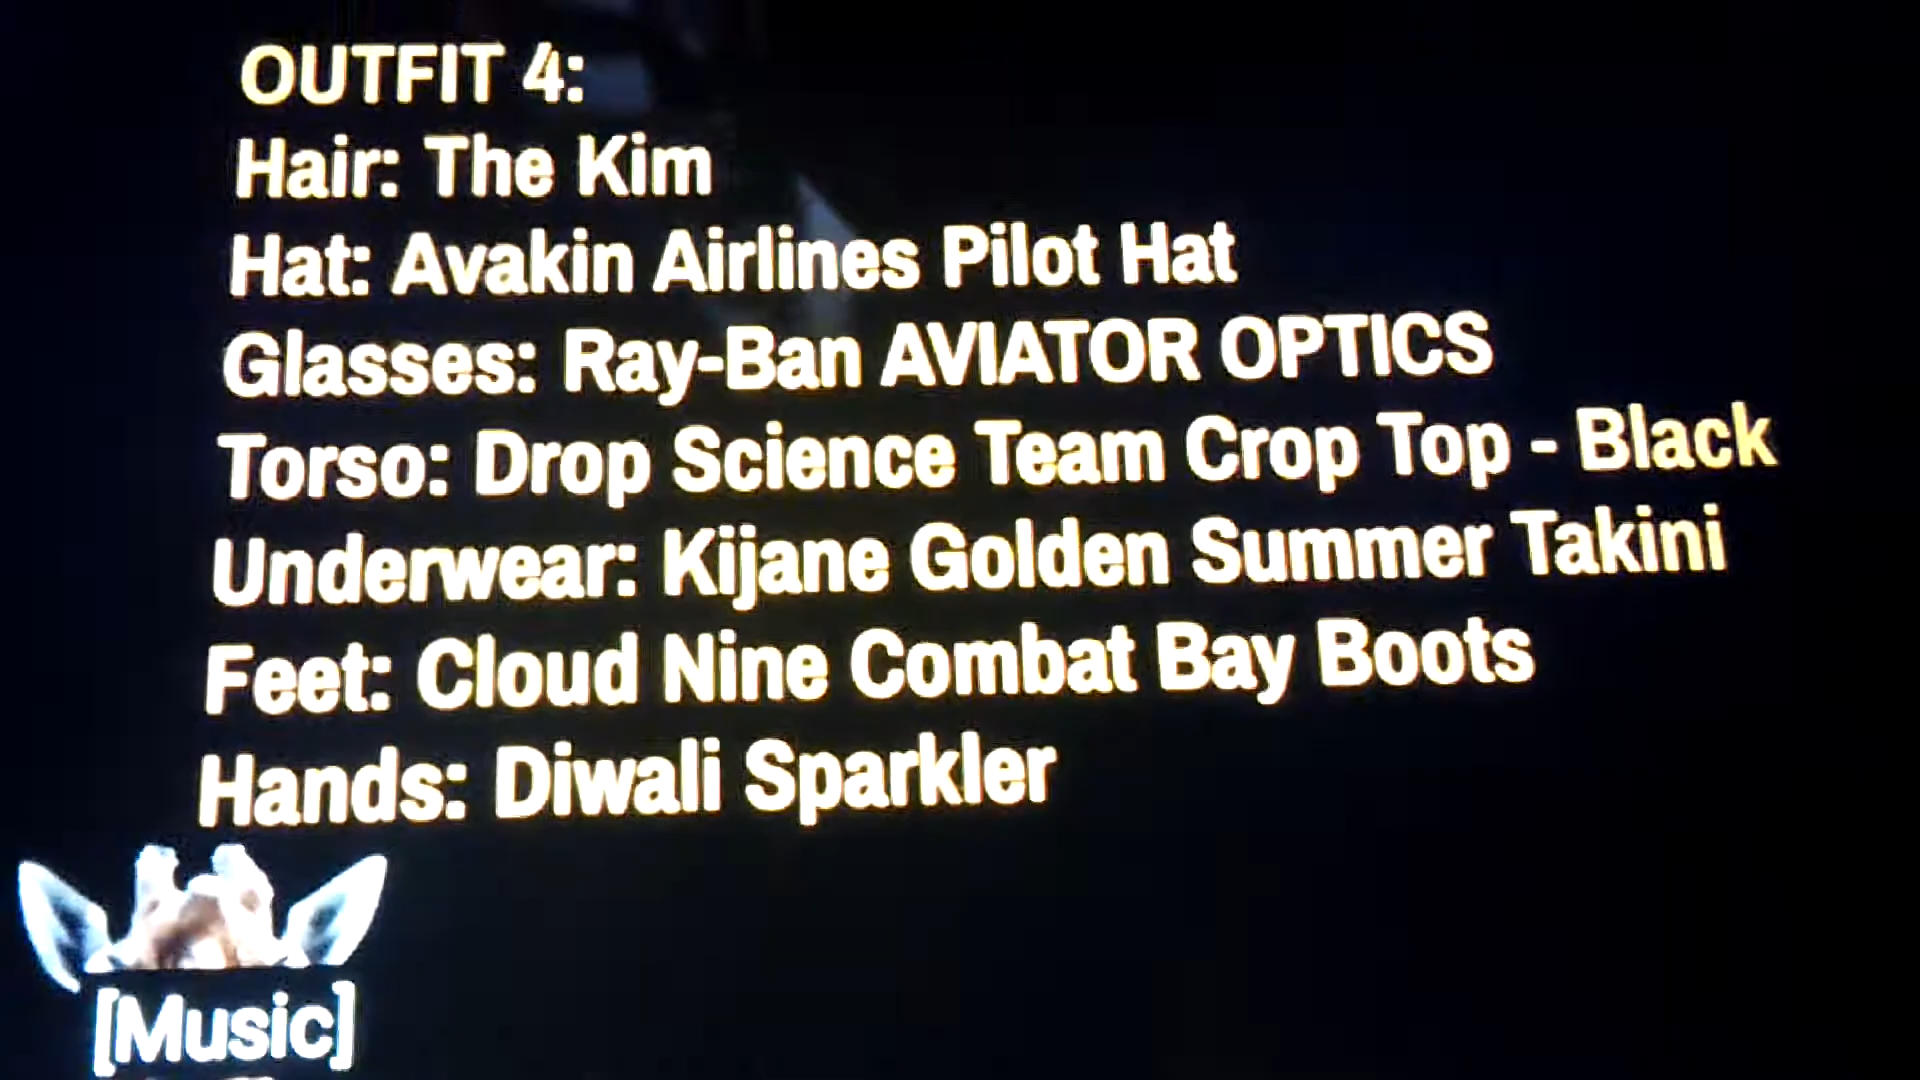 OUTFIT 4:
Hair: The Kim
Hat: Avakin Airlines Pilot Hat
Glasses: Ray-Ban AVIATOR OPTICS
Torso: Drop Science Team Crop Top - Black
Underwear: Kijane Golden Summer Takini
Feet: Cloud Nine Combat Bay Boots
Hands: Diwali Sparkler
[Music]